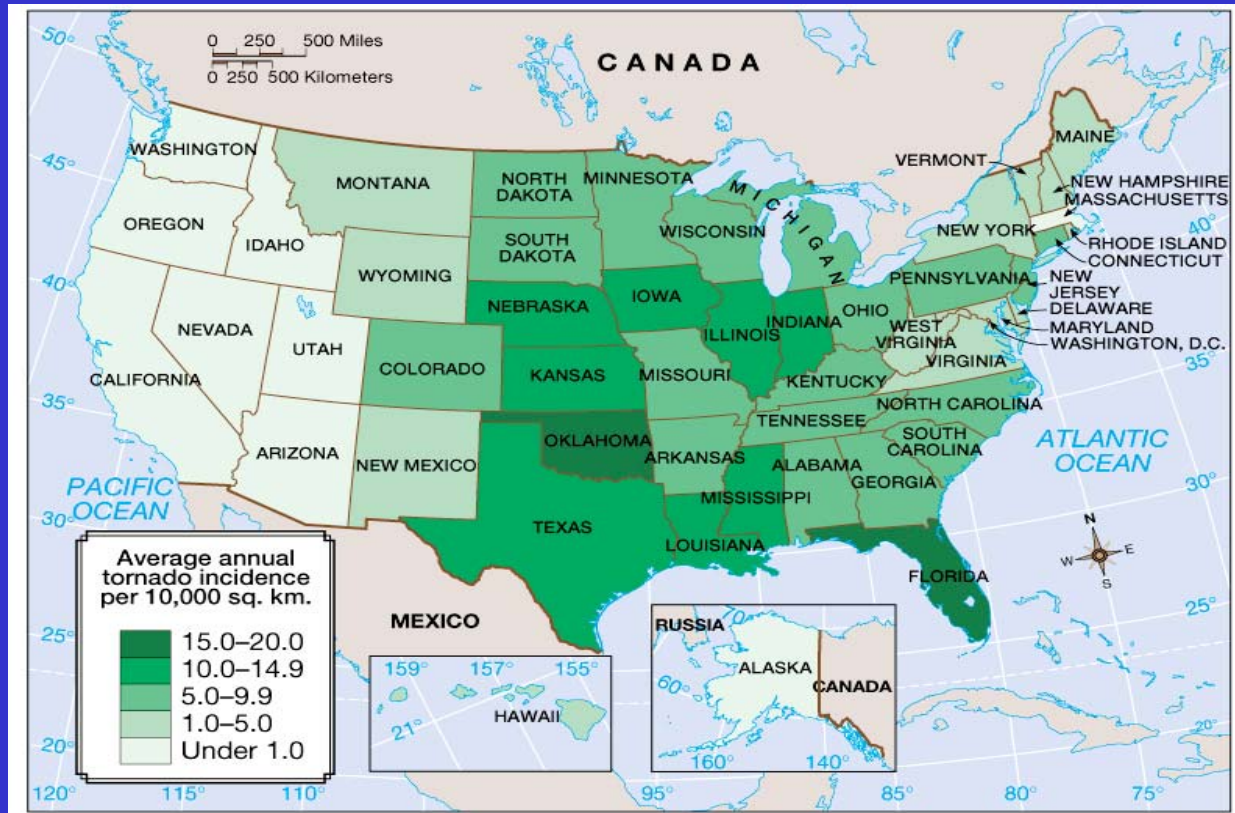 50°
0 250 500 Miles
0 250 500 Kilometers
CANADA
WASHINGTON
MONTANA
NORTH
DAKOTA
MINNESOTA
MICHIGAN
VERMONT
MAINE
NEW HAMPSHIRE
MASSACHUSETTS
45°
45°
OREGON
IDAHO
WYOMING
SOUTH
DAKOTA
WISCONSIN
NEW YORK
RHODE ISLAND
CONNECTICUT
40°
40°
NEVADA
UTAH
COLORADO
NEBRASKA
IOWA
ILLINOIS
INDIANA
OHIO
PENNSYLVANIA
NEW
JERSEY
DELAWARE
MARYLAND
WASHINGTON, D.C.
WEST
VIRGINIA
VIRGINIA
CALIFORNIA
KANSAS
MISSOURI
KENTUCKY
35°
35°
ARIZONA
NEW MEXICO
OKLAHOMA
ARKANSAS
TENNESSEE
NORTH CAROLINA
SOUTH
CAROLINA
ATLANTIC
OCEAN
PACIFIC
OCEAN
TEXAS
LOUISIANA
MISSISSIPPI
ALABAMA
GEORGIA
FLORIDA
30°
30°
N
W E
S
Average annual
tornado incidence
per 10,000 sq. km.
15.0–20.0
10.0–14.9
5.0–9.9
1.0–5.0
Under 1.0
MEXICO
25°
25°
159° 157° 155°
HAWAII
21°
RUSSIA
70°
ALASKA
CANADA
60°
160° 140°
20°
20°
120° 115° 110° 95° 85° 80° 75°